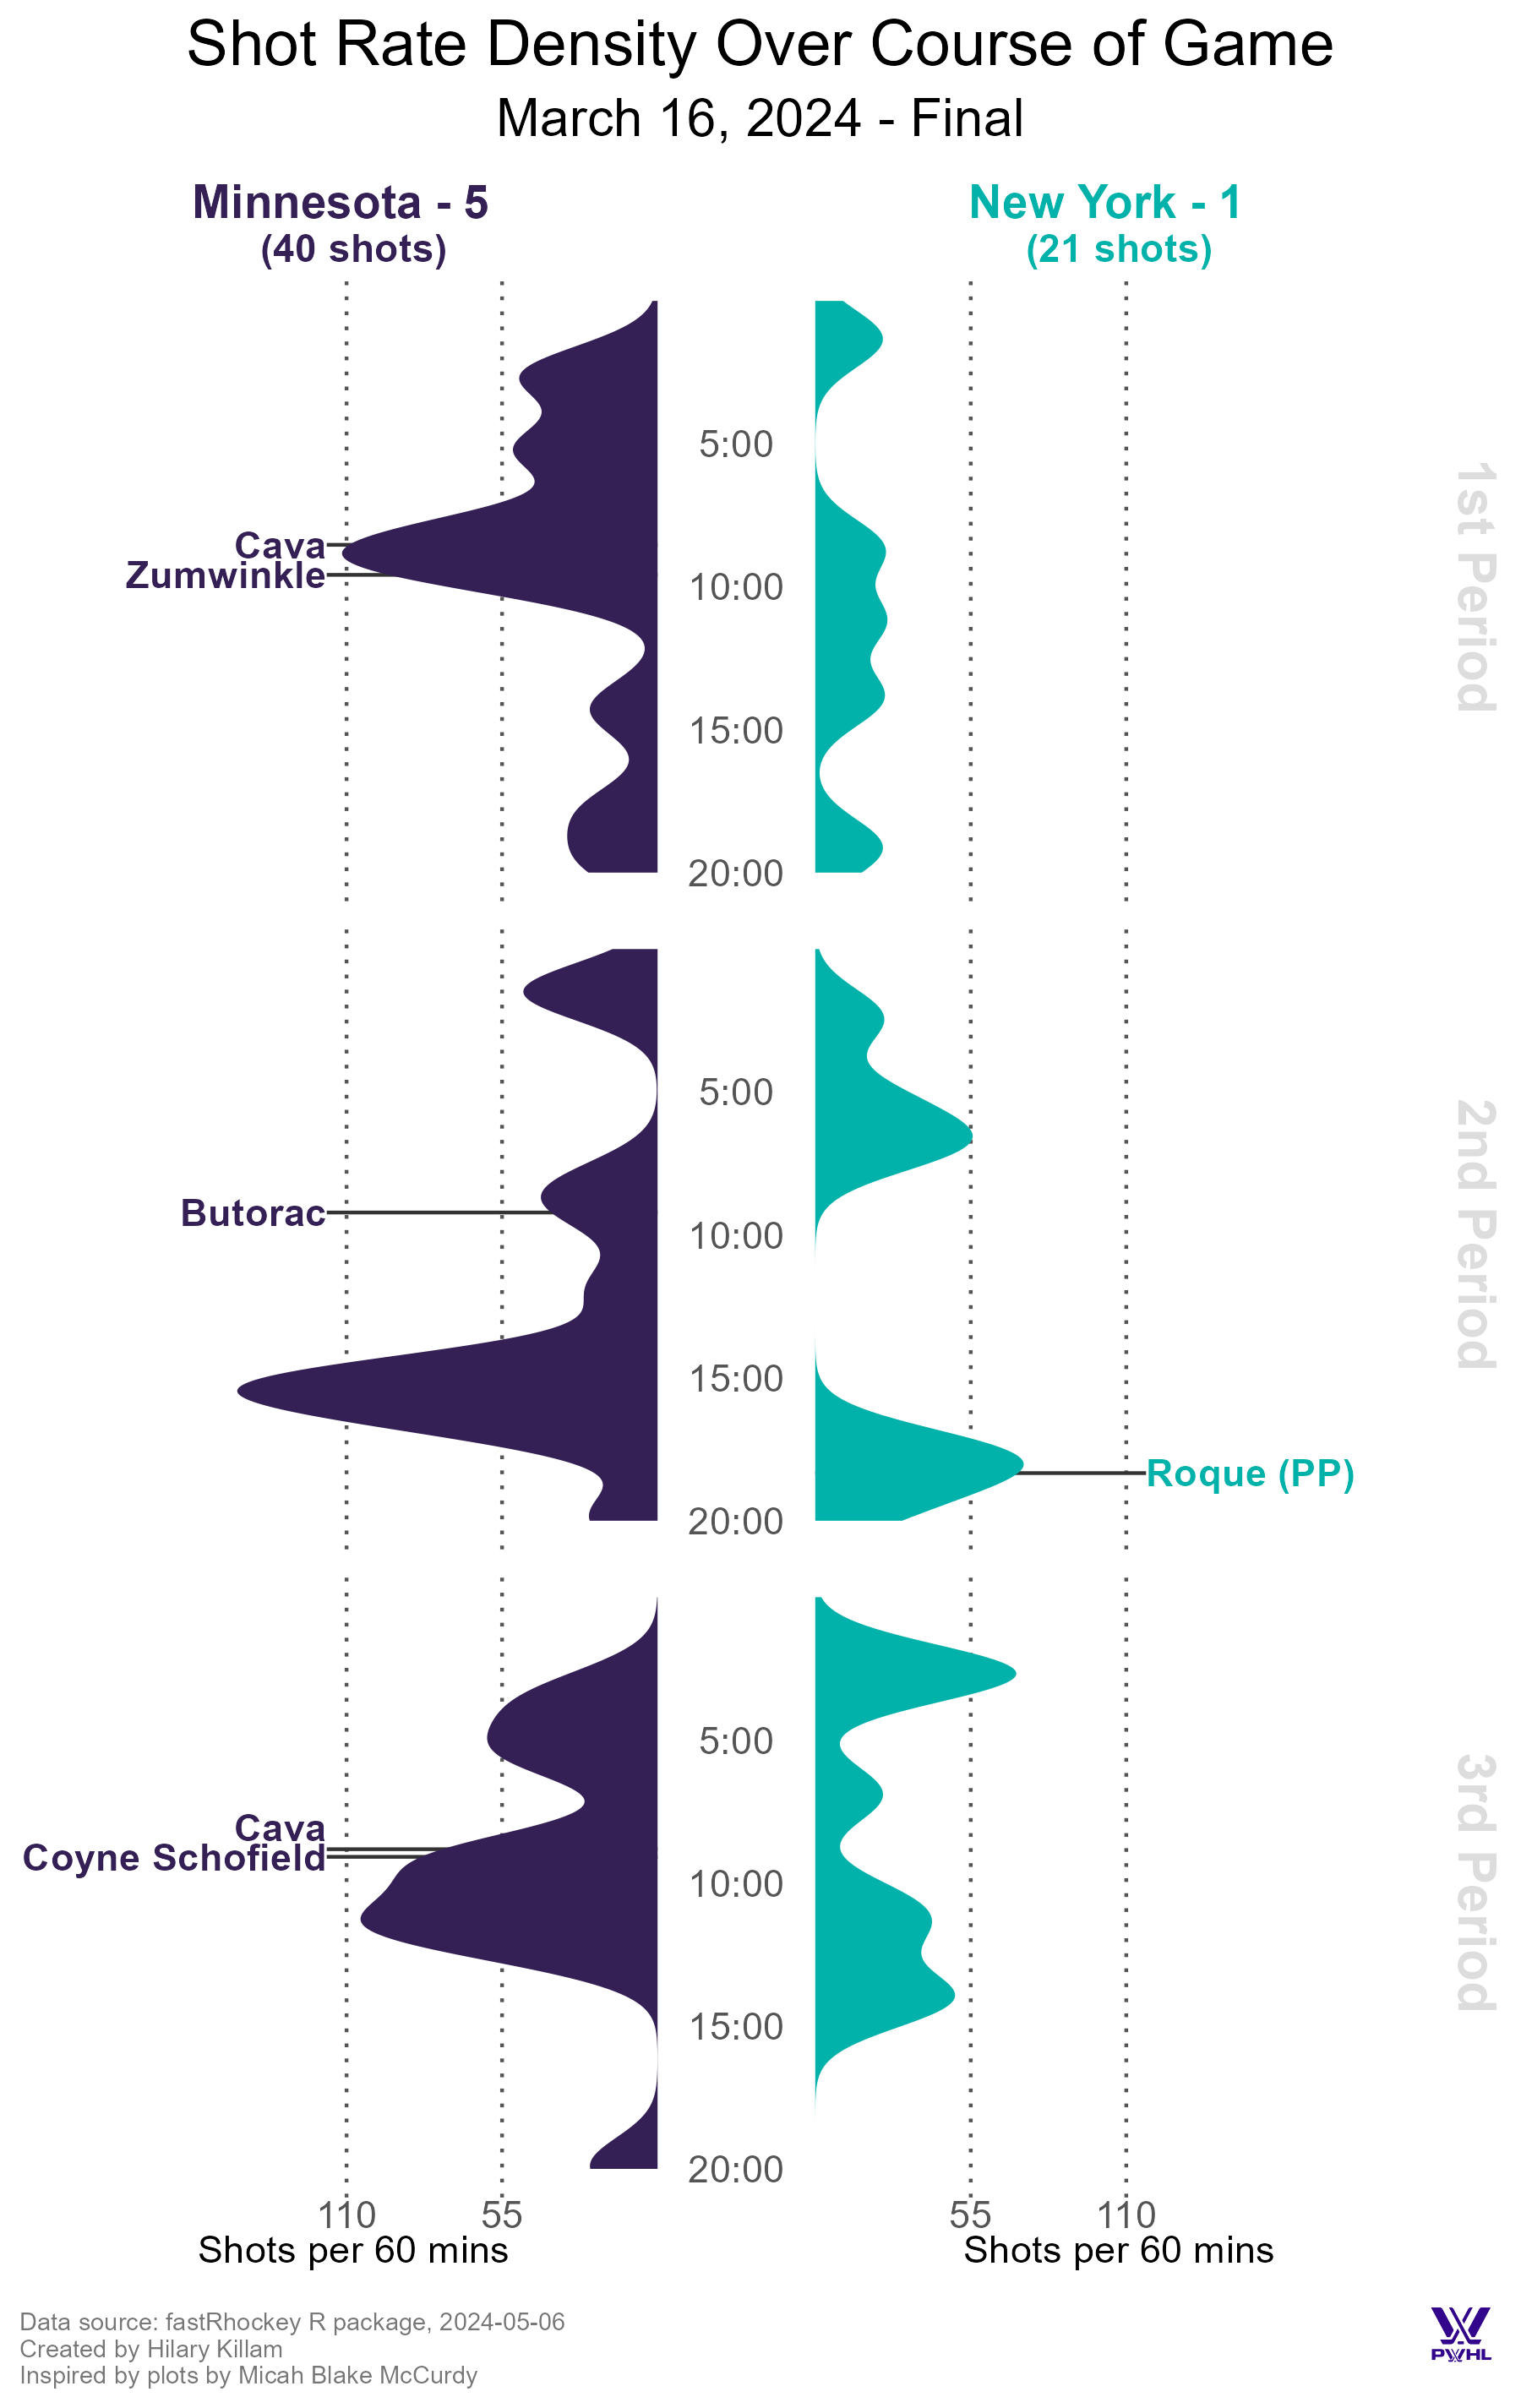 Shot Rate Density Over Course of Game
March 16, 2024 - Final
Minnesota - 5
(40 shots)
New York - 1
(21 shots)
1st Period
5:00
Cava
Zumwinkle
10:00
15:00
20:00
2nd Period
5:00
Butorac
10:00
15:00
Roque (PP)
20:00
3rd Period
5:00
Cava
Coyne Schofield
10:00
15:00
20:00
110 55 55 110
Shots per 60 mins
Shots per 60 mins
Data source: fastRhockey R package, 2024-05-06
Created by Hilary Killam
Inspired by plots by Micah Blake McCurdy
PWHL